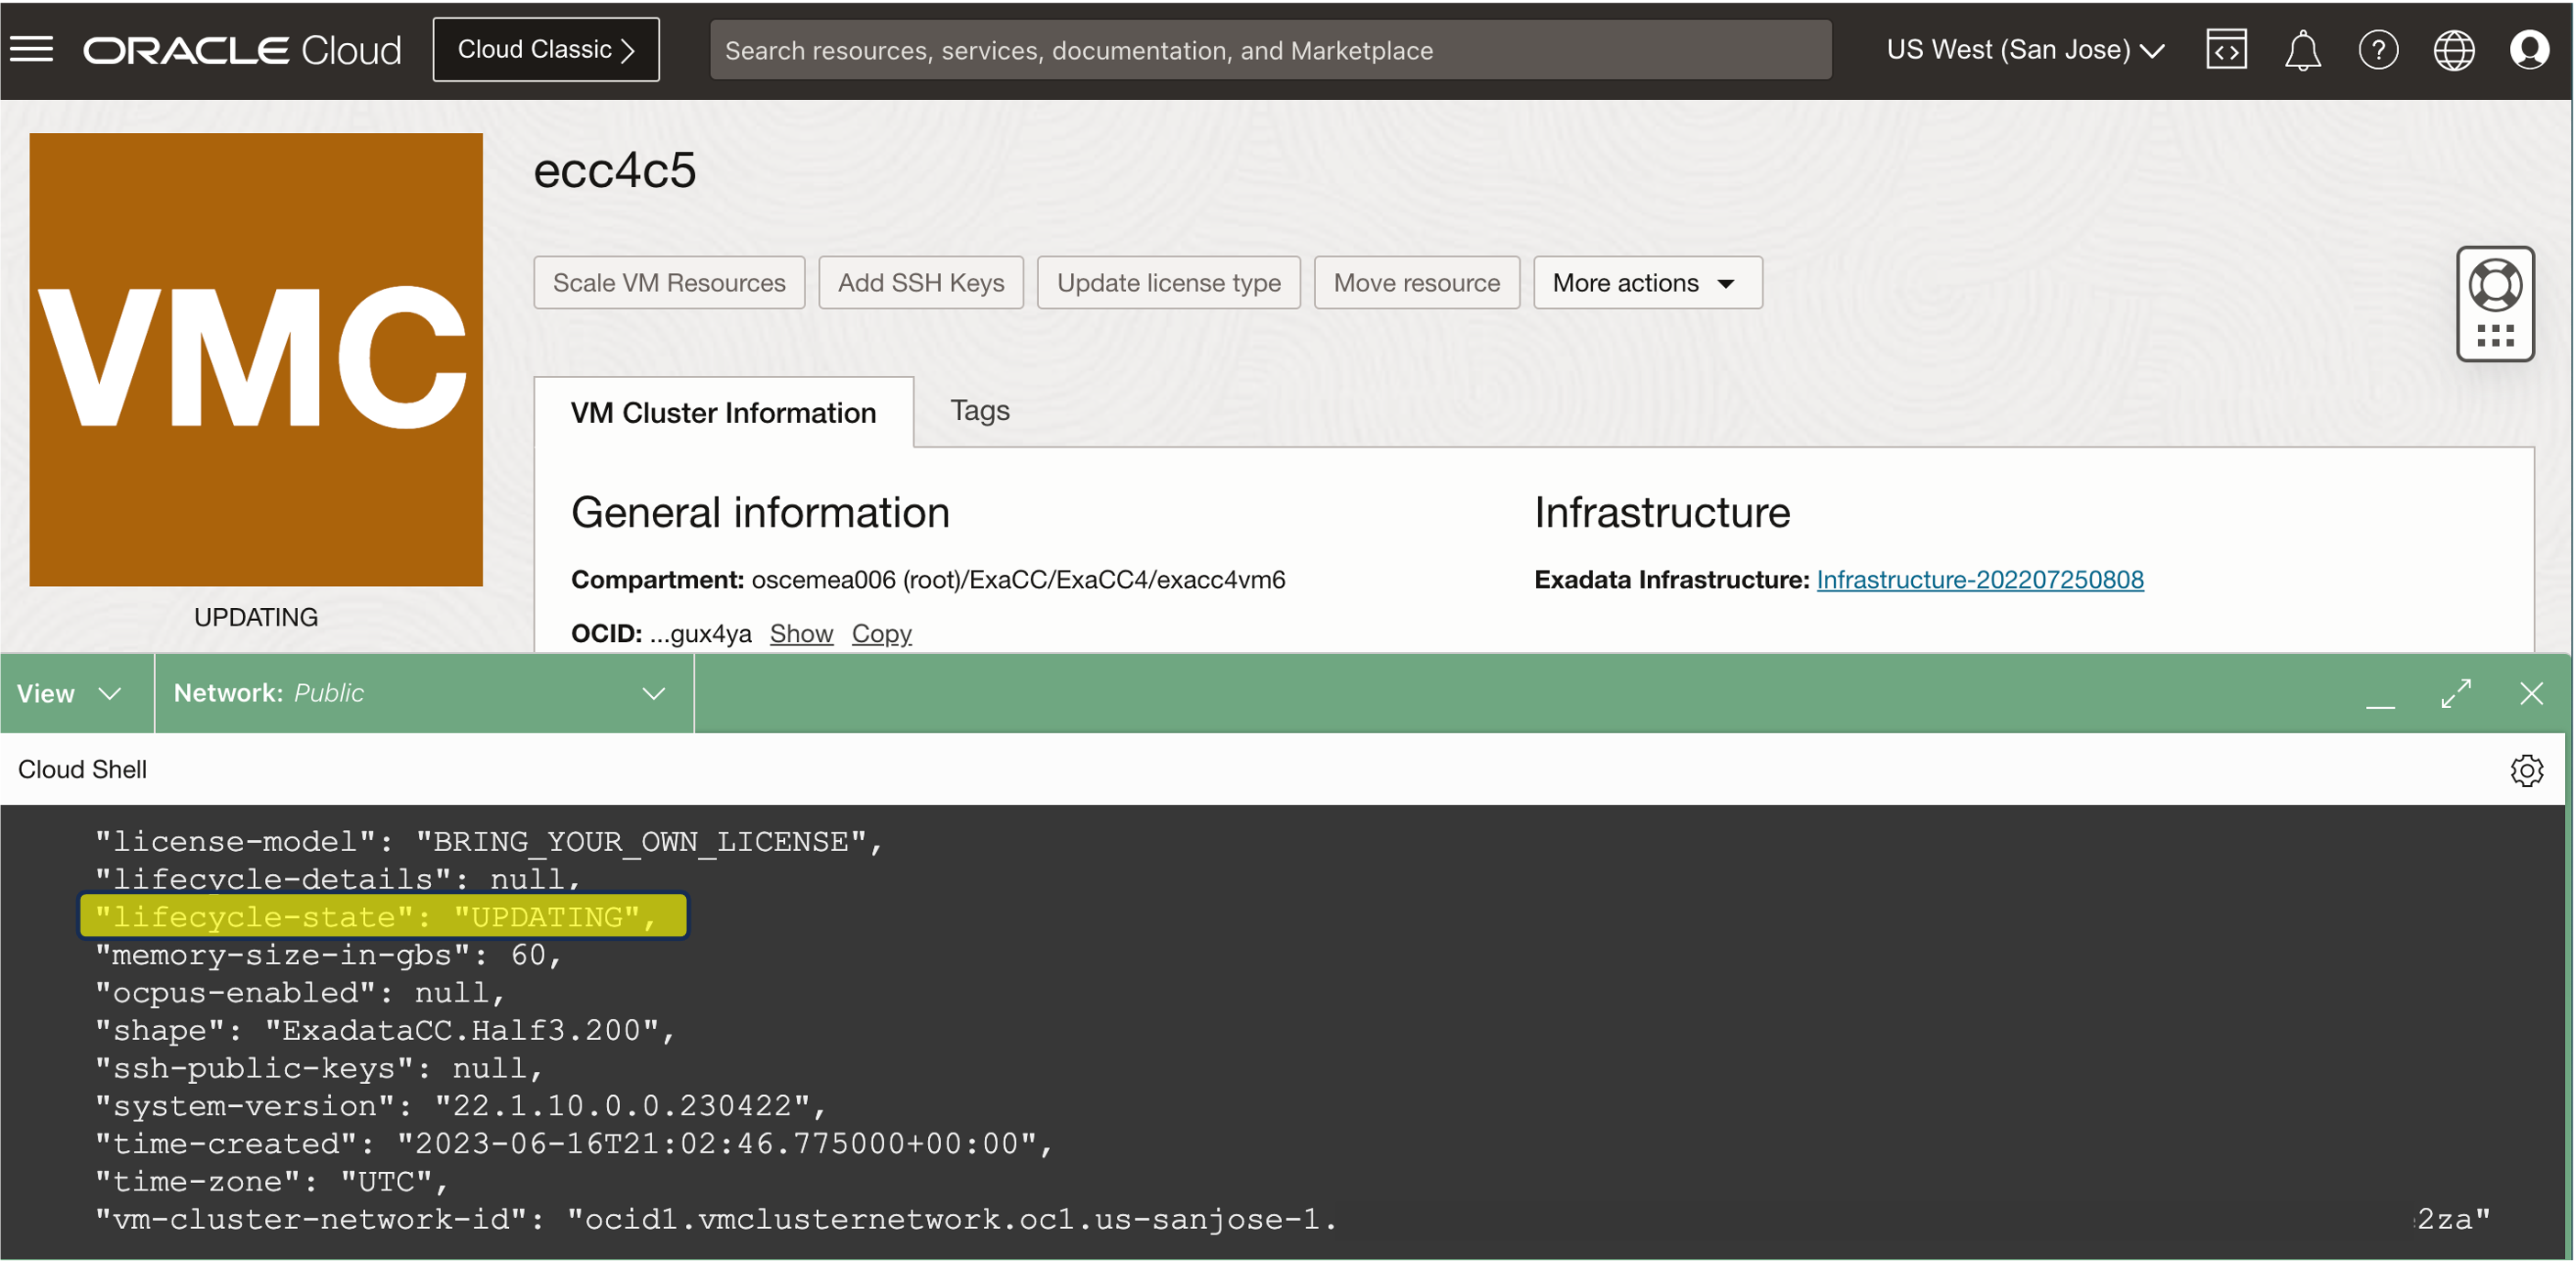 ORACLE Cloud
Cloud Classic
Search resources, services, documentation, and Marketplace
US West (San Jose)
VMC
UPDATING
ecc4c5
Scale VM Resources
Add SSH Keys
Update license type
Move resource
More actions
VM Cluster Information
Tags
General information
Compartment: oscemea006 (root)/ExaCC/ExaCC4/exacc4vm6
OCID: ...gux4ya Show Copy
Infrastructure
Exadata Infrastructure: Infrastructure-202207250808
View
Network: Public
Cloud Shell
"license-model": "BRING_YOUR_OWN_LICENSE",
"lifecycle-details": null,
"lifecycle-state": "UPDATING",
"memory-size-in-gbs": 60,
"ocpus-enabled": null,
"shape": "ExadataCC.Half3.200",
"ssh-public-keys": null,
"system-version": "22.1.10.0.0.230422",
"time-created": "2023-06-16T21:02:46.775000+00:00",
"time-zone": "UTC",
"vm-cluster-network-id": "ocid1.vmclusternetwork.oc1.us-sanjose-1. 2za"